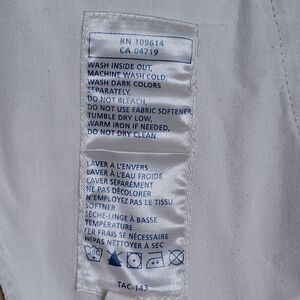 RN 109614
CA 04719
WASH INSIDE OUT,
MACHINE WASH COLD,
WASH DARK COLORS
SEPARATELY,
DO NOT BLEACH,
DO NOT USE FABRIC SOFTENER
TUMBLE DRY LOW,
WARM IRON IF NEEDED,
DO NOT DRY CLEAN
LAVER A L'ENVERS
LAVER À L'EAU FROIDE
LAVER SÉPAREMENT
NE PAS DÉCOLORER
N'EMPLOYEZ PAS LE TISSU
SOFTNER
SÈCHE-LINGE À BASSE
TEMPÉRATURE
FER FRAIS SE NÉCESSAIRE
NEPAS NETTOYER À SEC
TAC-143